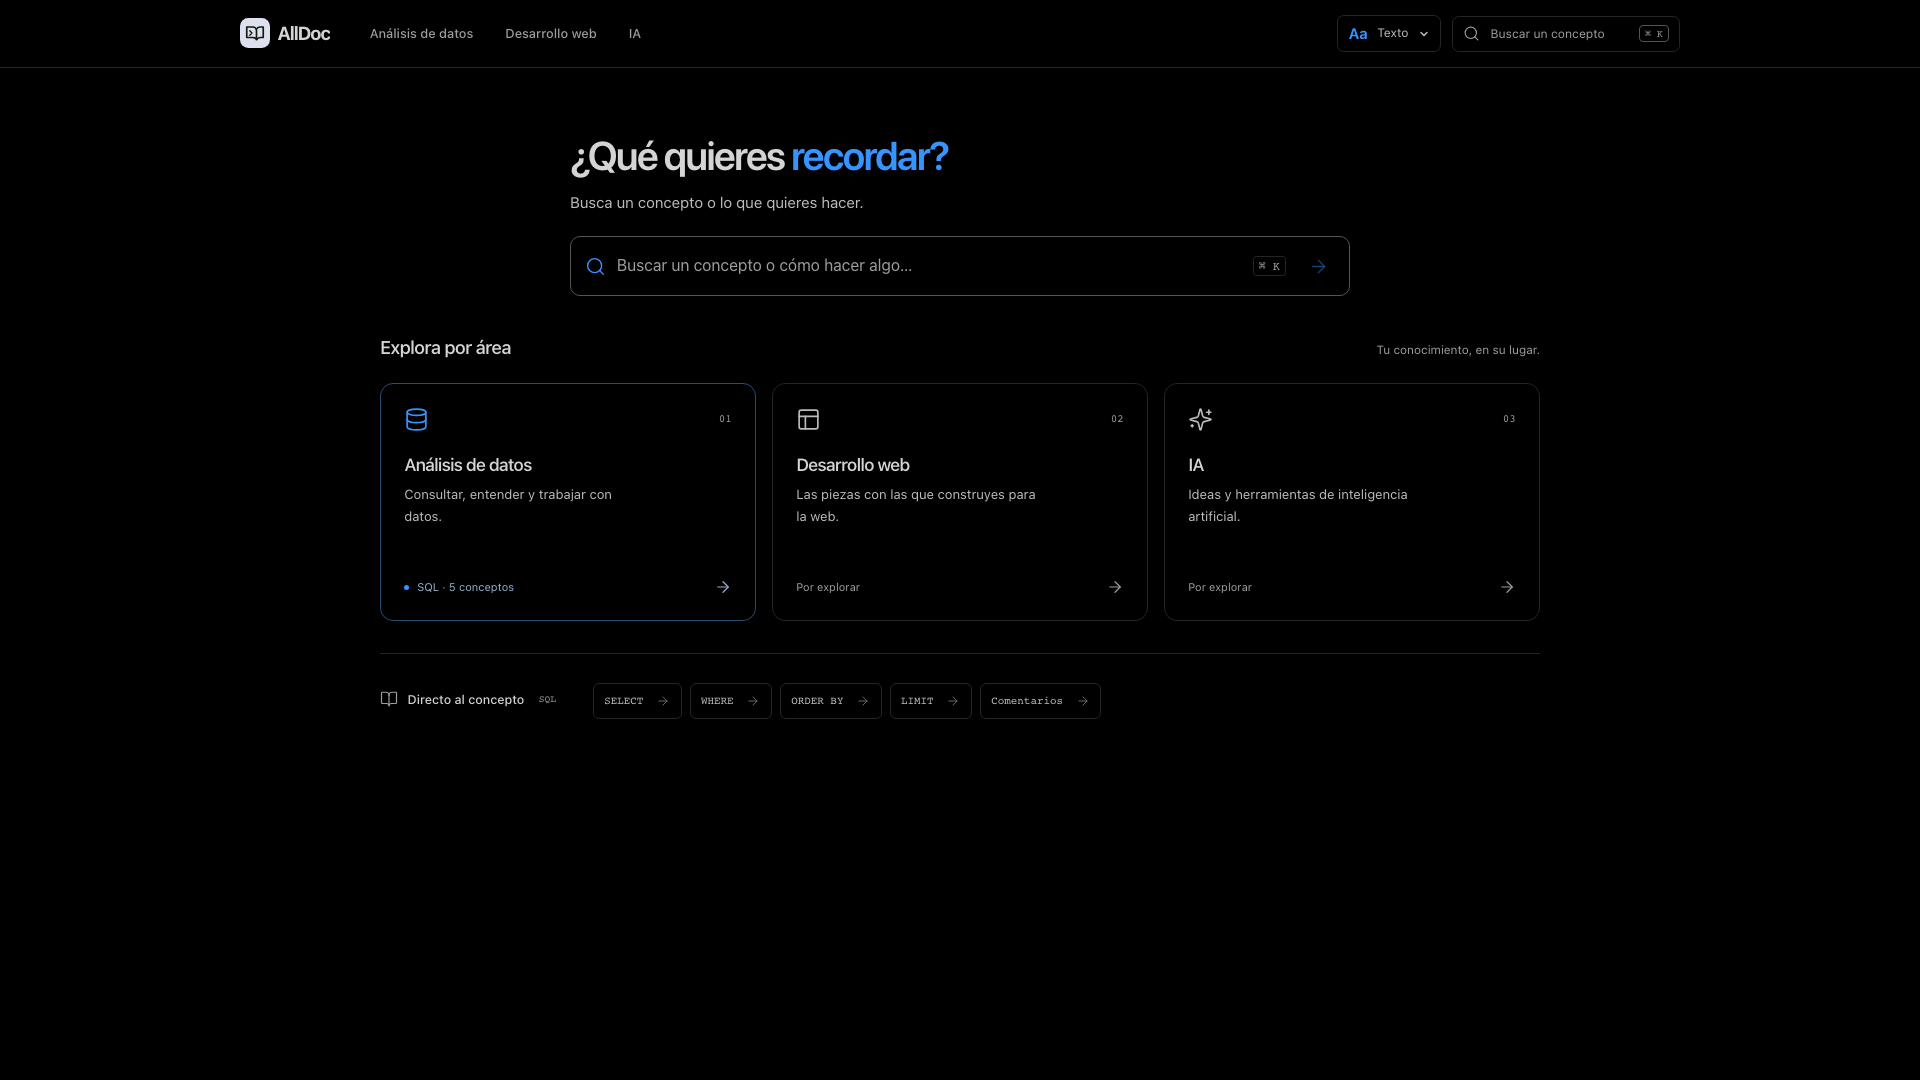 AllDoc
Análisis de datos
Desarrollo web
IA
Aa Texto
Buscar un concepto
⌘ K
¿Qué quieres recordar?
Busca un concepto o lo que quieres hacer.
Buscar un concepto o cómo hacer algo...
⌘ K
Explora por área
Tu conocimiento, en su lugar.
01
Análisis de datos
Consultar, entender y trabajar con
datos.
SQL · 5 conceptos
02
Desarrollo web
Las piezas con las que construyes para
la web.
Por explorar
03
IA
Ideas y herramientas de inteligencia
artificial.
Por explorar
Directo al concepto SQL
SELECT
WHERE
ORDER BY
LIMIT
Comentarios